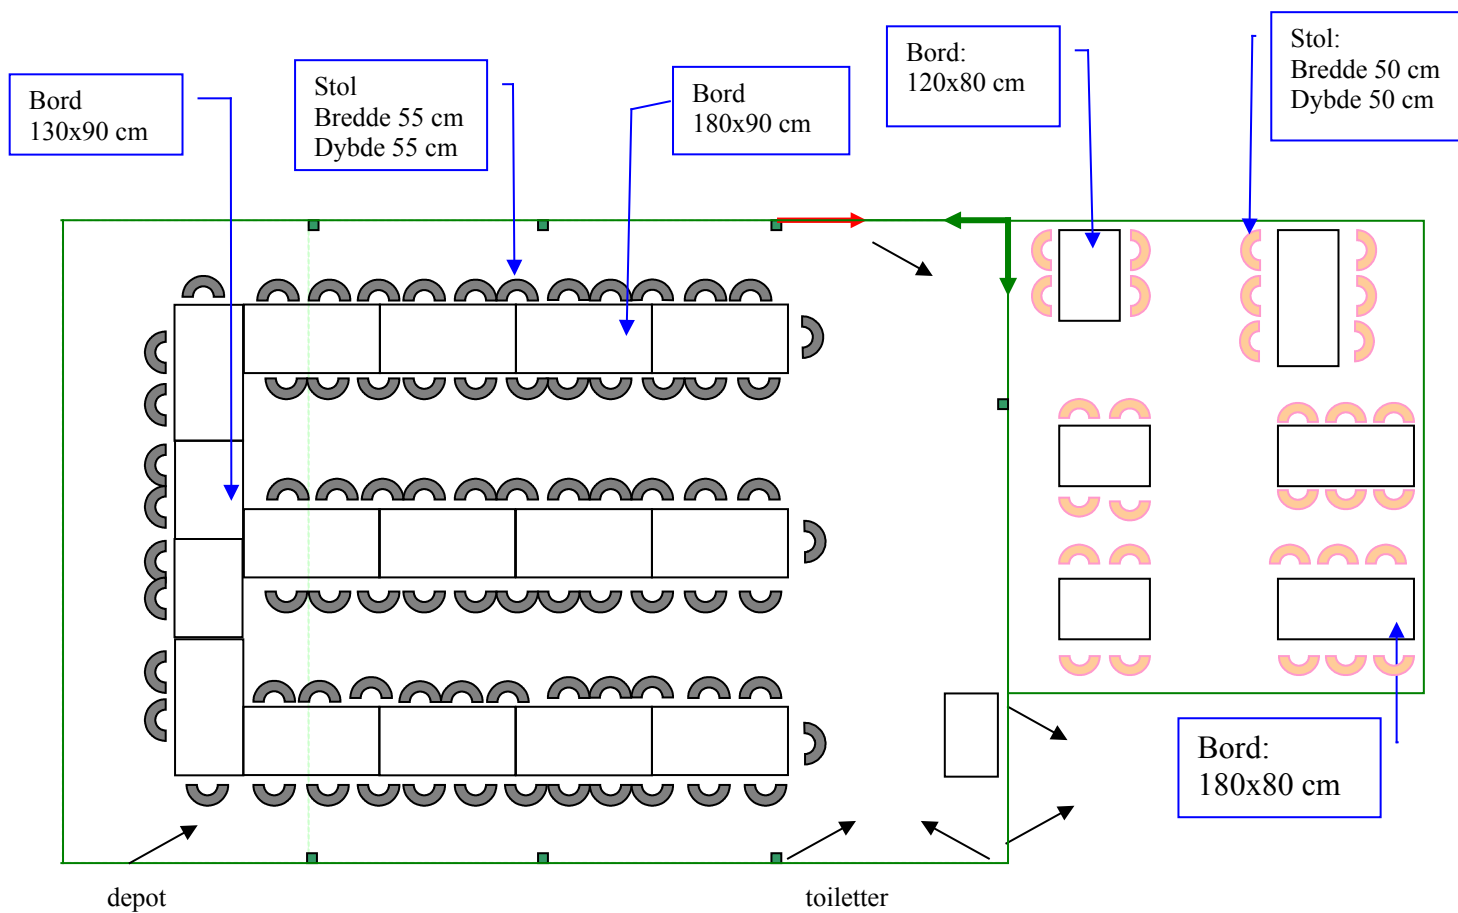 Bord
130x90 cm
Stol
Bredde 55 cm
Dybde 55 cm
Bord
180x90 cm
Bord:
120x80 cm
Stol:
Bredde 50 cm
Dybde 50 cm
Bord:
180x80 cm
depot
toiletter